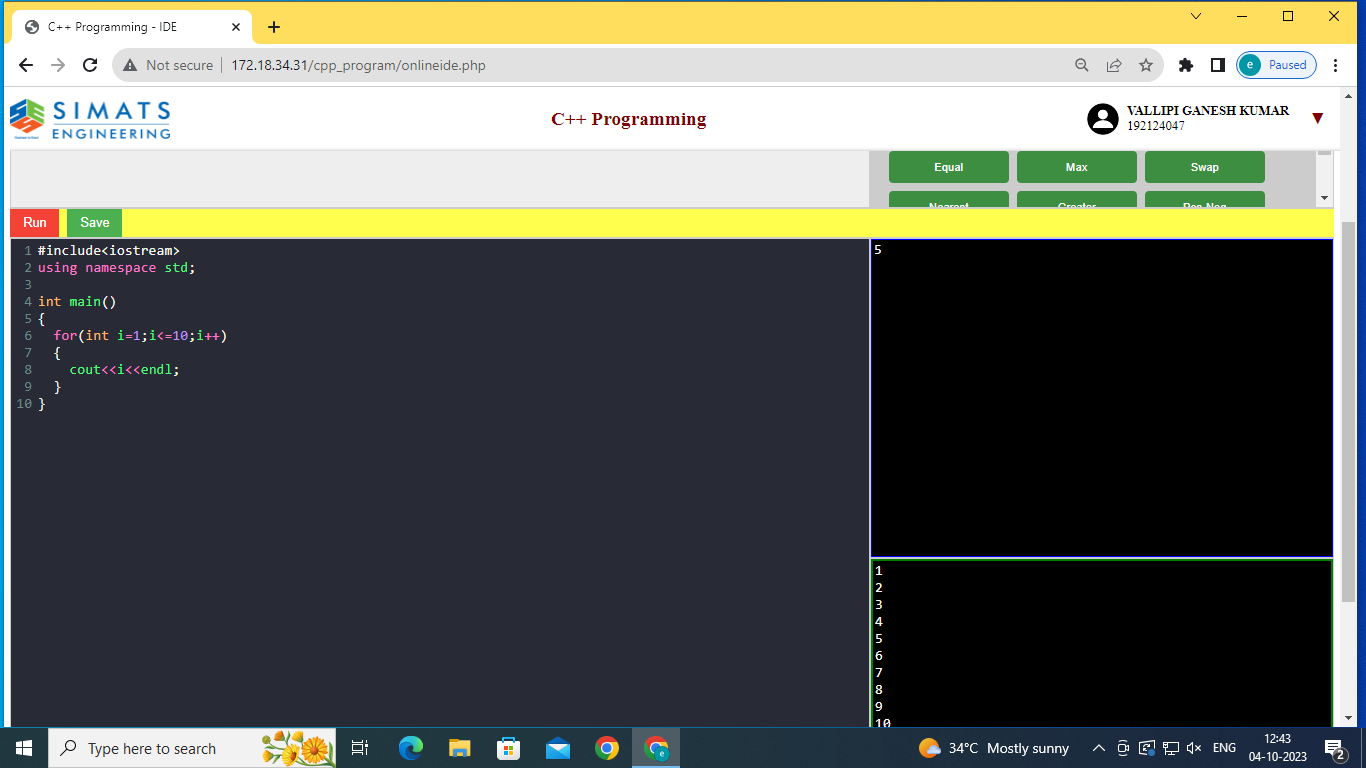 C++ Programming - IDE
Not secure
172.18.34.31/cpp_program/onlineide.php
e Paused
SIMATS
ENGINEERING
C++ Programming
VALLIPI GANESH KUMAR
192124047
Equal Max Swap
Nearest Greater Pos Neg
Run Save
1 #include<iostream>
2 using namespace std;
3
4 int main()
5 {
6 for(int i=1;i<=10;i++)
7 {
8 cout<<i<<endl;
9 }
10 }
5
1
2
3
4
5
6
7
8
9
10
Type here to search
34°C Mostly sunny
ENG
12:43
04-10-2023
2